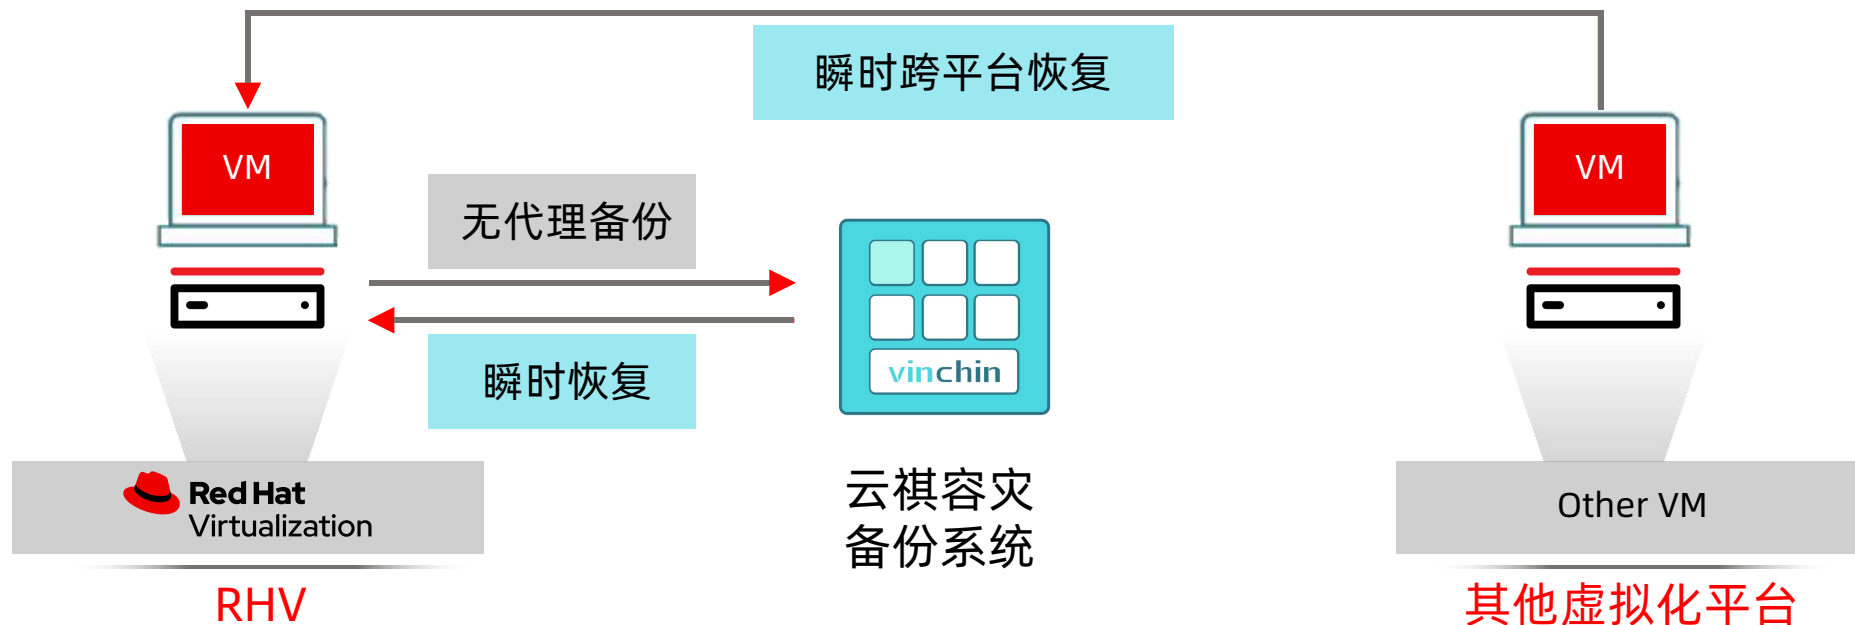 瞬时跨平台恢复
VM
VM
无代理备份
瞬时恢复
vinchin
云祺容灾
备份系统
Red Hat
Virtualization
RHV
Other VM
其他虚拟化平台